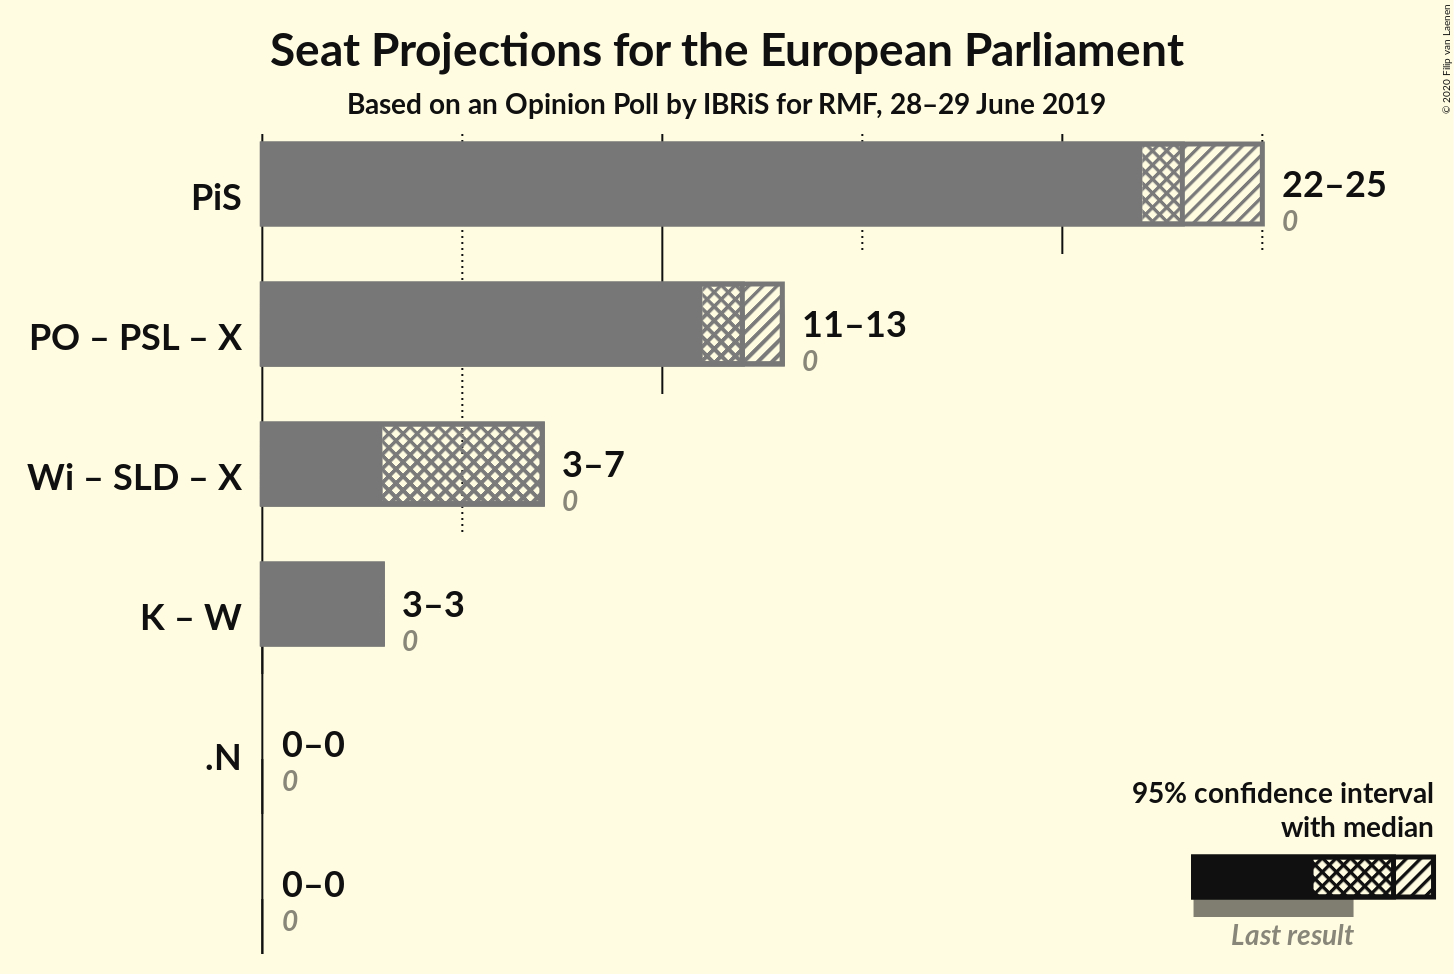 Seat Projections for the European Parliament
Based on an Opinion Poll by IBRiS for RMF, 28–29 June 2019
© 2020 Filip van Laenen
PiS
22–25
0
PO – PSL – X
11–13
0
Wi – SLD – X
3–7
0
K – W
3–3
0
.N
0–0
0
0–0
0
95% confidence interval
with median
Last result